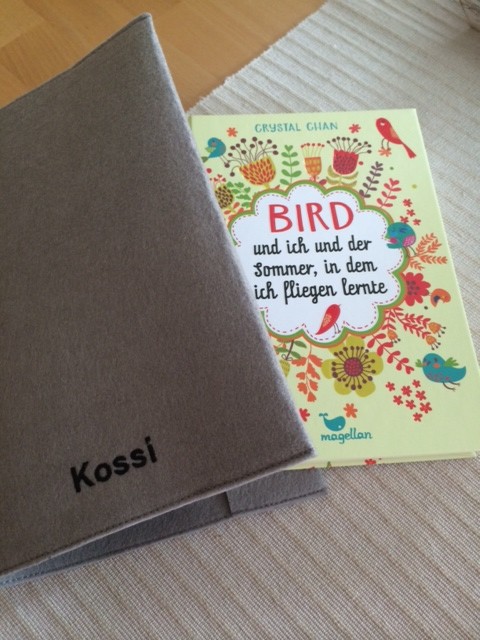 CRYSTAL CHAN
BIRD
und ich und der
Sommer, in dem
ich fliegen lernte
magellan
Kossi